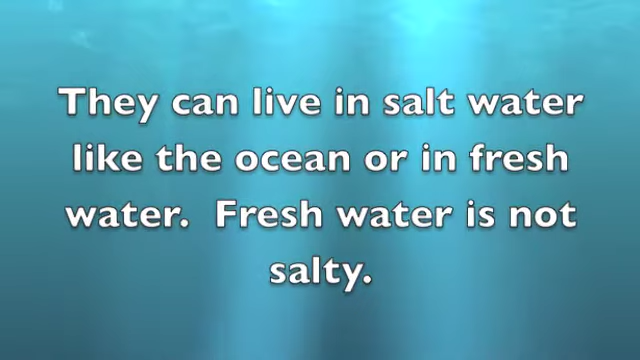 They can live in salt water
like the ocean or in fresh
water.  Fresh water is not
salty.